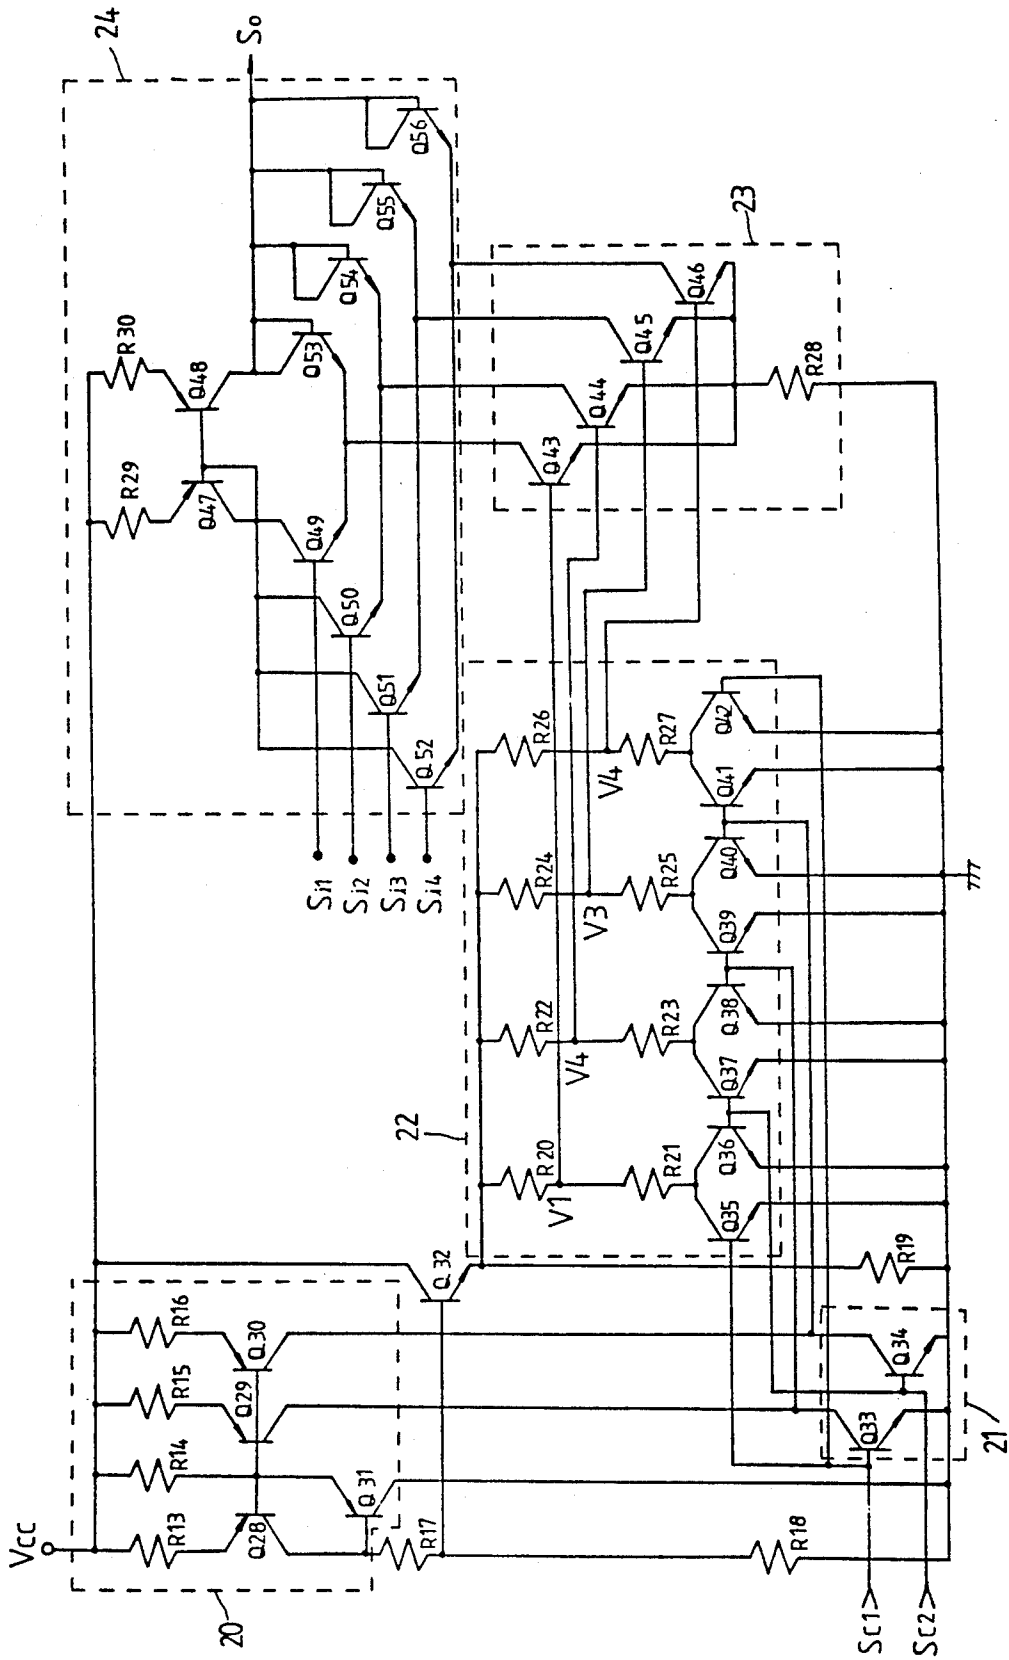 24
So
R30
R29
Q48
Q47
Q56
Q55
Q54
Q53
Q49
Q50
Q51
Q52
Si1
Si2
Si3
Si4
23
Q46
Q45
Q44
Q43
R28
22
R26
R24
R22
R20
V4
V3
V4
V1
R27
R25
R23
R21
Q42
Q41
Q40
Q39
Q38
Q37
Q36
Q35
Vcc
20
R16
R15
R14
R13
Q30
Q29
Q28
Q31
Q32
R17
R18
R19
Q34
Q33
21
Sc1
Sc2